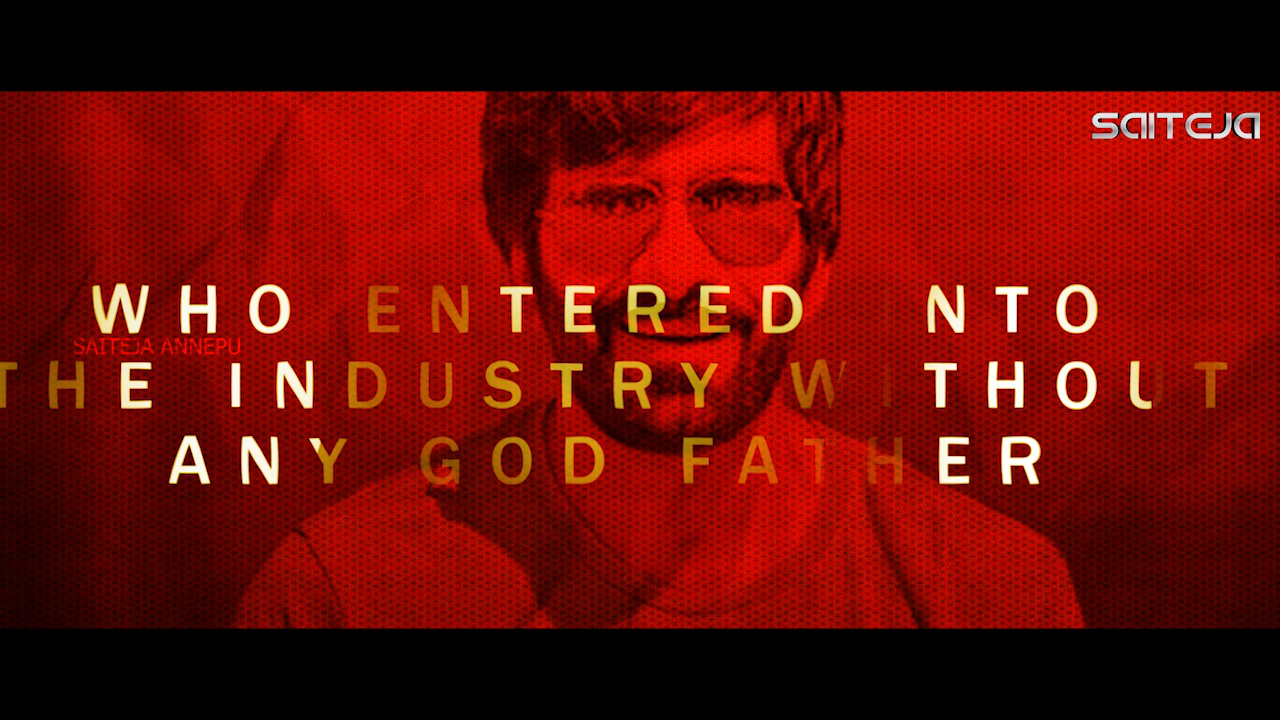 SAITEJA
WHO ENTERED NTO
SAITEJA ANNEPU
THE INDUSTRY WITHOUT
ANY GOD FATHER